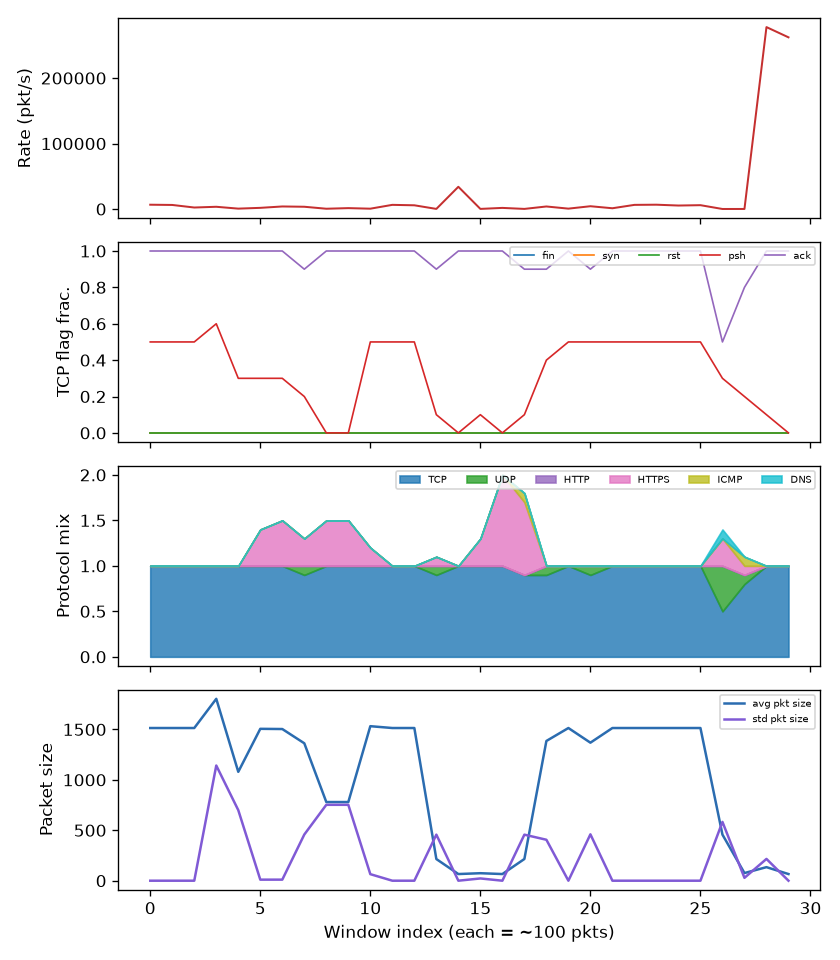 Rate (pkt/s)
200000
100000
0
TCP flag frac.
1.0
0.8
0.6
0.4
0.2
0.0
fin syn rst psh ack
Protocol mix
2.0
1.5
1.0
0.5
0.0
TCP UDP HTTP HTTPS ICMP DNS
Packet size
1500
1000
500
0
avg pkt size
std pkt size
0 5 10 15 20 25 30
Window index (each = ~100 pkts)